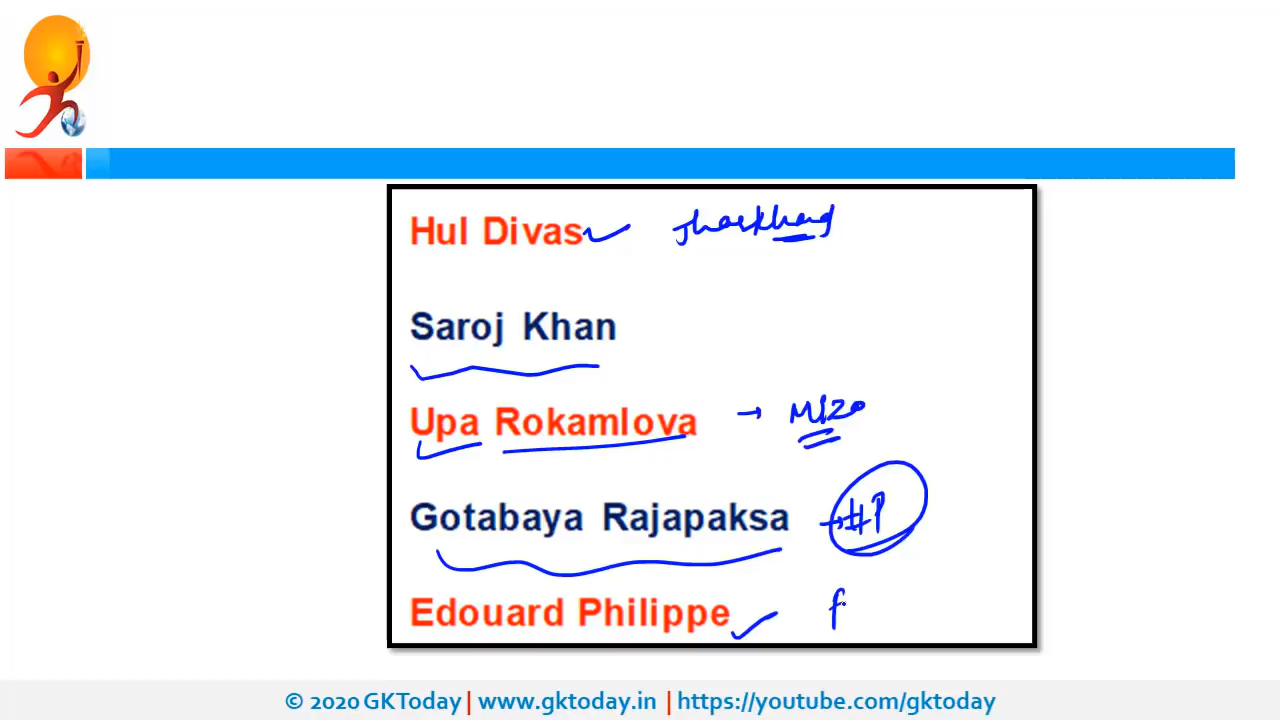 Hul Divas Jharkhand
Saroj Khan
Upa Rokamlova → Mizo
Gotabaya Rajapaksa → #P
Edouard Philippe f
© 2020 GKToday | www.gktoday.in | https://youtube.com/gktoday